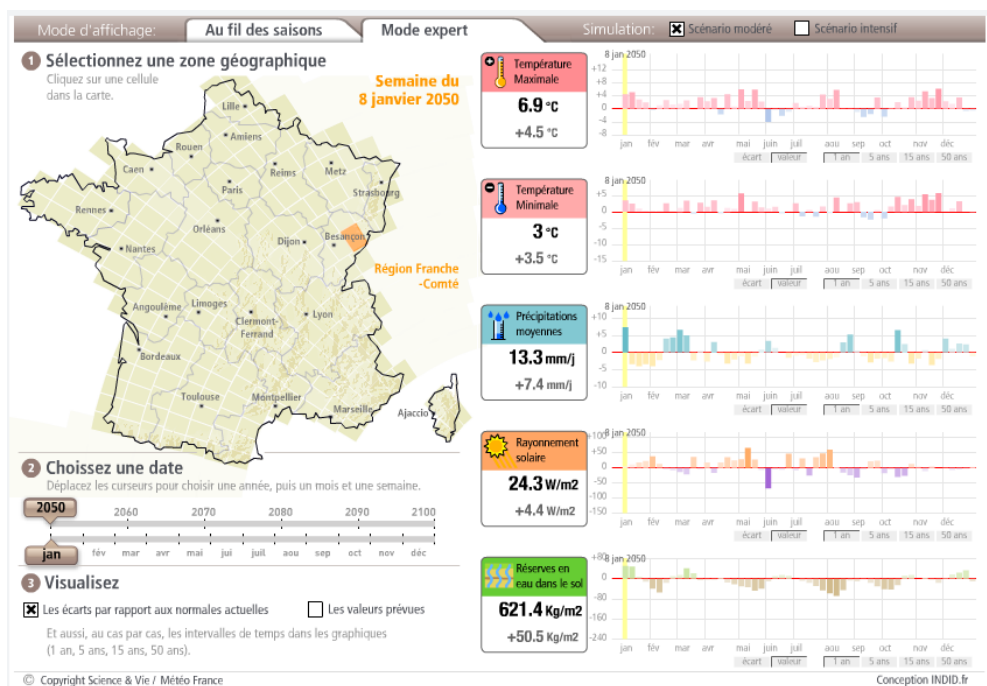 Mode d'affichage: Au fil des saisons Mode expert Simulation: Scénario modéré Scénario intensif
1 Sélectionnez une zone géographique
Cliquez sur une cellule
dans la carte.
Semaine du
8 janvier 2050
Lille
Amiens
Rouen
Caen
Reims
Metz
Paris
Strasbourg
Rennes
Orléans
Dijon
Besançon
Nantes
Région Franche
-Comté
Angoulême
Limoges
Clermont-
Ferrand
Lyon
Bordeaux
Toulouse
Montpellier
Marseille
Ajaccio
2 Choissez une date
Déplacez les curseurs pour choisir une année, puis un mois et une semaine.
2050 2060 2070 2080 2090 2100
jan fév mar avr mai jui juil aou sep oct nov déc
3 Visualisez
Les écarts par rapport aux normales actuelles Les valeurs prévues
Et aussi, au cas par cas, les intervalles de temps dans les graphiques
(1 an, 5 ans, 15 ans, 50 ans).
Température
Maximale
6.9 °C
+4.5 °C
8 jan 2050
+12
+8
+4
0
-4
-8
jan fév mar avr mai juin juil aou sep oct nov déc
écart valeur 1 an 5 ans 15 ans 50 ans
Température
Minimale
3 °C
+3.5 °C
8 jan 2050
+5
0
-5
-10
-15
jan fév mar avr mai juin juil aou sep oct nov déc
écart valeur 1 an 5 ans 15 ans 50 ans
Précipitations
moyennes
13.3 mm/j
+7.4 mm/j
8 jan 2050
+10
+5
0
-5
-10
jan fév mar avr mai juin juil aou sep oct nov déc
écart valeur 1 an 5 ans 15 ans 50 ans
Rayonnement
solaire
24.3 W/m2
+4.4 W/m2
8 jan 2050
+100
+50
0
-50
-100
-150
jan fév mar avr mai juin juil aou sep oct nov déc
écart valeur 1 an 5 ans 15 ans 50 ans
Réserves en
eau dans le sol
621.4 Kg/m2
+50.5 Kg/m2
8 jan 2050
+80
0
-80
-160
-240
jan fév mar avr mai juin juil aou sep oct nov déc
écart valeur 1 an 5 ans 15 ans 50 ans
© Copyright Science & Vie / Météo France Conception INDID.fr